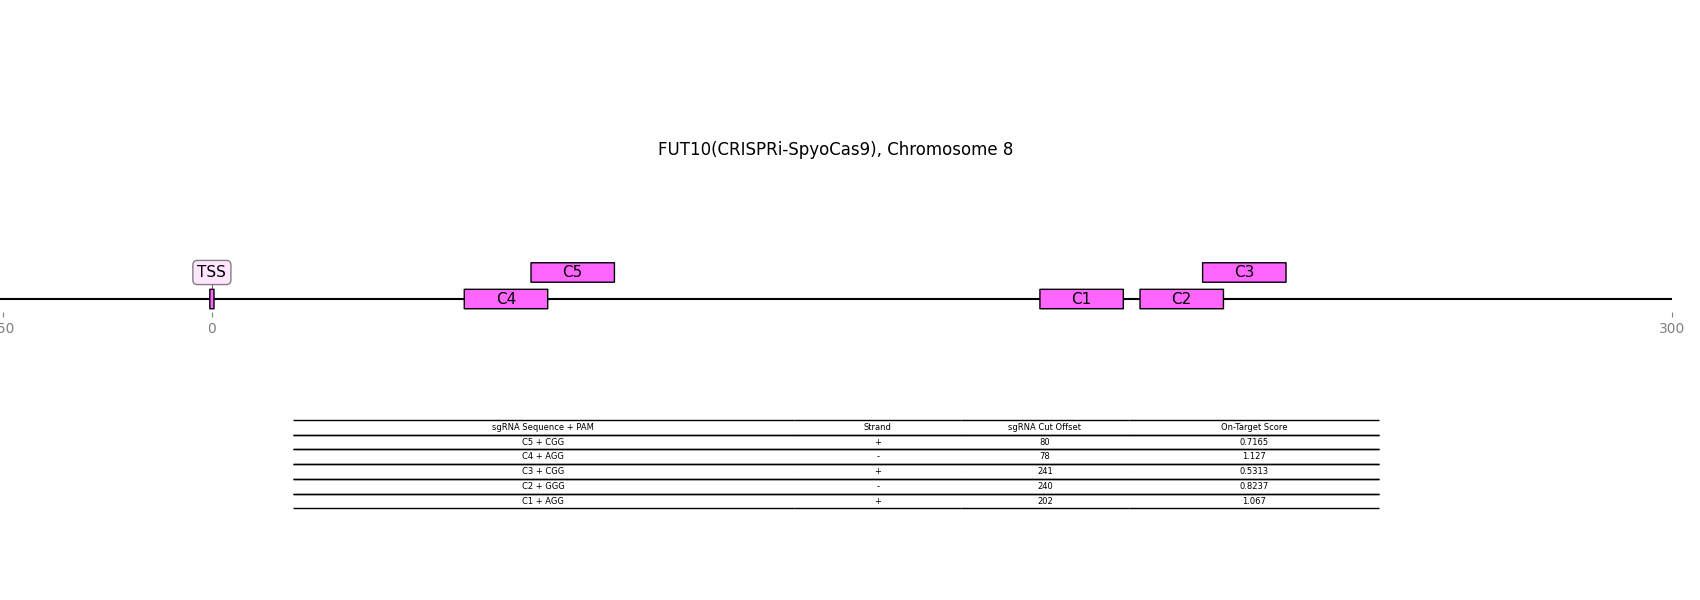 FUT10(CRISPRi-SpyoCas9), Chromosome 8
TSS C5 C3
C4 C1 C2
50 0 300
sgRNA Sequence + PAM Strand sgRNA Cut Offset On-Target Score
C5 + CGG + 80 0.7165
C4 + AGG - 78 1.127
C3 + CGG + 241 0.5313
C2 + GGG - 240 0.8237
C1 + AGG + 202 1.067